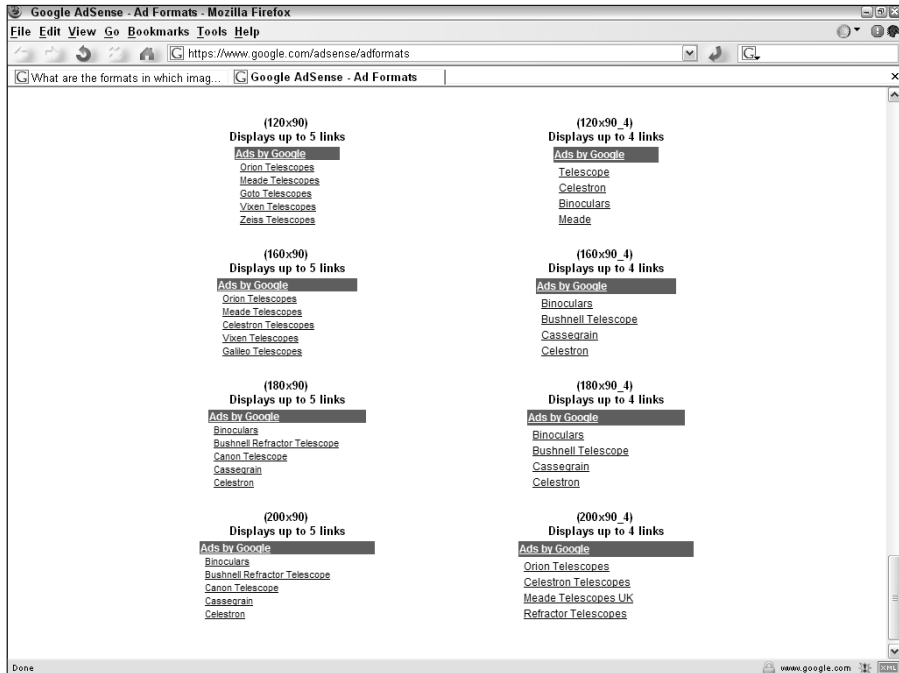 Google AdSense - Ad Formats - Mozilla Firefox
File Edit View Go Bookmarks Tools Help
G https://www.google.com/adsense/adformats
G
G What are the formats in which imag...
G Google AdSense - Ad Formats
(120x90)
Displays up to 5 links
Ads by Google
Orion Telescopes
Meade Telescopes
Goto Telescopes
Vixen Telescopes
Zeiss Telescopes
(120x90_4)
Displays up to 4 links
Ads by Google
Telescope
Celestron
Binoculars
Meade
(160x90)
Displays up to 5 links
Ads by Google
Orion Telescopes
Meade Telescopes
Celestron Telescopes
Vixen Telescopes
Galileo Telescopes
(160x90_4)
Displays up to 4 links
Ads by Google
Binoculars
Bushnell Telescope
Cassegrain
Celestron
(180x90)
Displays up to 5 links
Ads by Google
Binoculars
Bushnell Refractor Telescope
Canon Telescope
Cassegrain
Celestron
(180x90_4)
Displays up to 4 links
Ads by Google
Binoculars
Bushnell Telescope
Cassegrain
Celestron
(200x90)
Displays up to 5 links
Ads by Google
Binoculars
Bushnell Refractor Telescope
Canon Telescope
Cassegrain
Celestron
(200x90_4)
Displays up to 4 links
Ads by Google
Orion Telescopes
Celestron Telescopes
Meade Telescopes UK
Refractor Telescopes
Done
www.google.com
XML